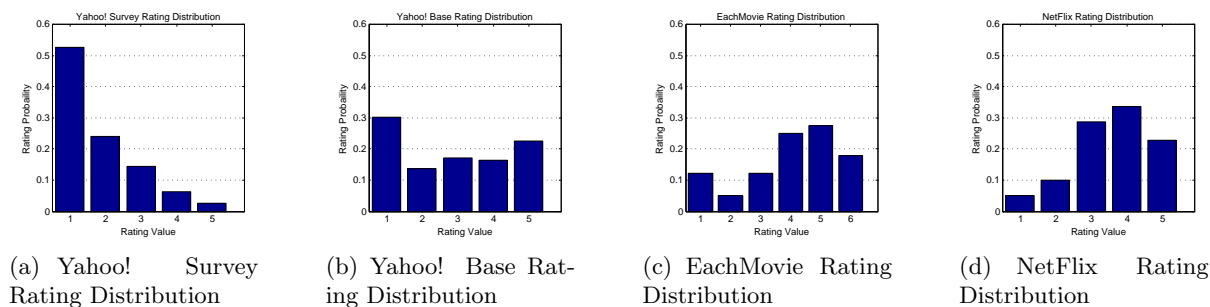 Yahoo! Survey Rating Distribution
0.6
0.5
0.4
0.3
0.2
0.1
0
Rating Probaility
1 2 3 4 5
Rating Value
(a) Yahoo! Survey
Rating Distribution
Yahoo! Base Rating Distribution
0.6
0.5
0.4
0.3
0.2
0.1
0
Rating Probaility
1 2 3 4 5
Rating Value
(b) Yahoo! Base Rat-
ing Distribution
EachMovie Rating Distribution
0.6
0.5
0.4
0.3
0.2
0.1
0
Rating Probaility
1 2 3 4 5 6
Rating Value
(c) EachMovie Rating
Distribution
NetFlix Rating Distribution
0.6
0.5
0.4
0.3
0.2
0.1
0
Rating Probaility
1 2 3 4 5
Rating Value
(d) NetFlix Rating
Distribution